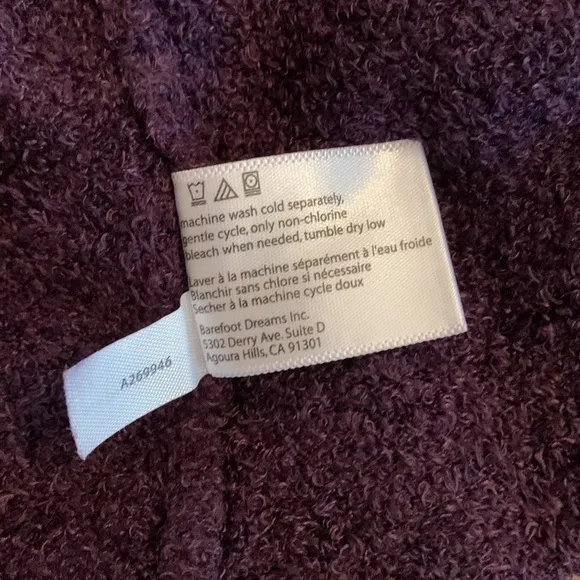 machine wash cold separately,
gentle cycle, only non-chlorine
bleach when needed, tumble dry low
Laver à la machine séparément à l'eau froide
Blanchir sans chlore si nécessaire
Secher à la machine cycle doux
Barefoot Dreams Inc.
5302 Derry Ave. Suite D
Agoura Hills, CA 91301
A269946